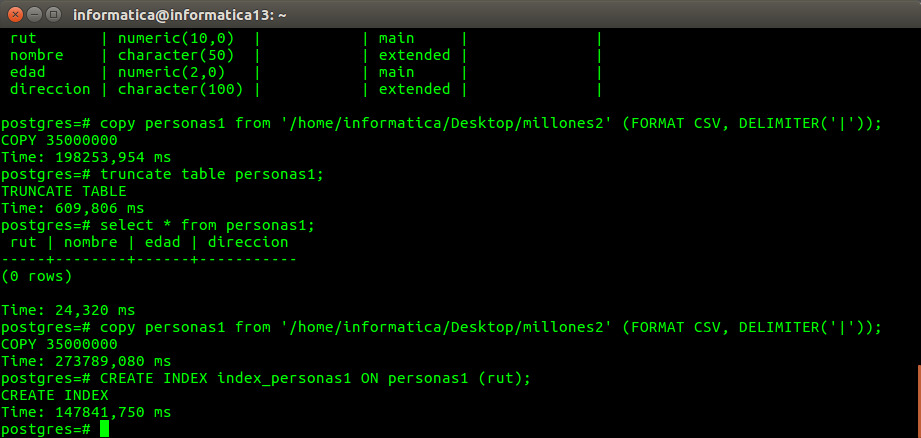 informatica@informatica13: ~
rut       | numeric(10,0)  |           | main     |              |
nombre    | character(50)  |           | extended |              |
edad      | numeric(2,0)   |           | main     |              |
direccion | character(100) |           | extended |              |
postgres=# copy personas1 from '/home/informatica/Desktop/millones2' (FORMAT CSV, DELIMITER('|'));
COPY 35000000
Time: 198253,954 ms
postgres=# truncate table personas1;
TRUNCATE TABLE
Time: 609,806 ms
postgres=# select * from personas1;
rut | nombre | edad | direccion
-----+--------+------+-----------
(0 rows)
Time: 24,320 ms
postgres=# copy personas1 from '/home/informatica/Desktop/millones2' (FORMAT CSV, DELIMITER('|'));
COPY 35000000
Time: 273789,080 ms
postgres=# CREATE INDEX index_personas1 ON personas1 (rut);
CREATE INDEX
Time: 147841,750 ms
postgres=#